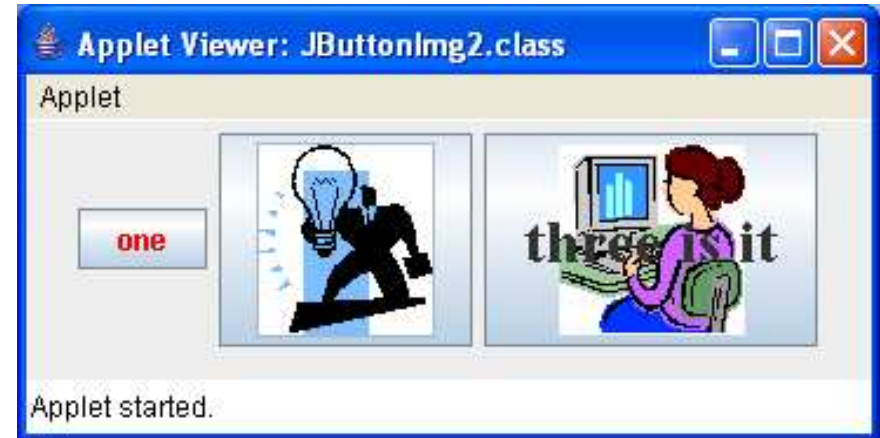 Applet Viewer: JButtonImg2.class
Applet
one
three is it
Applet started.